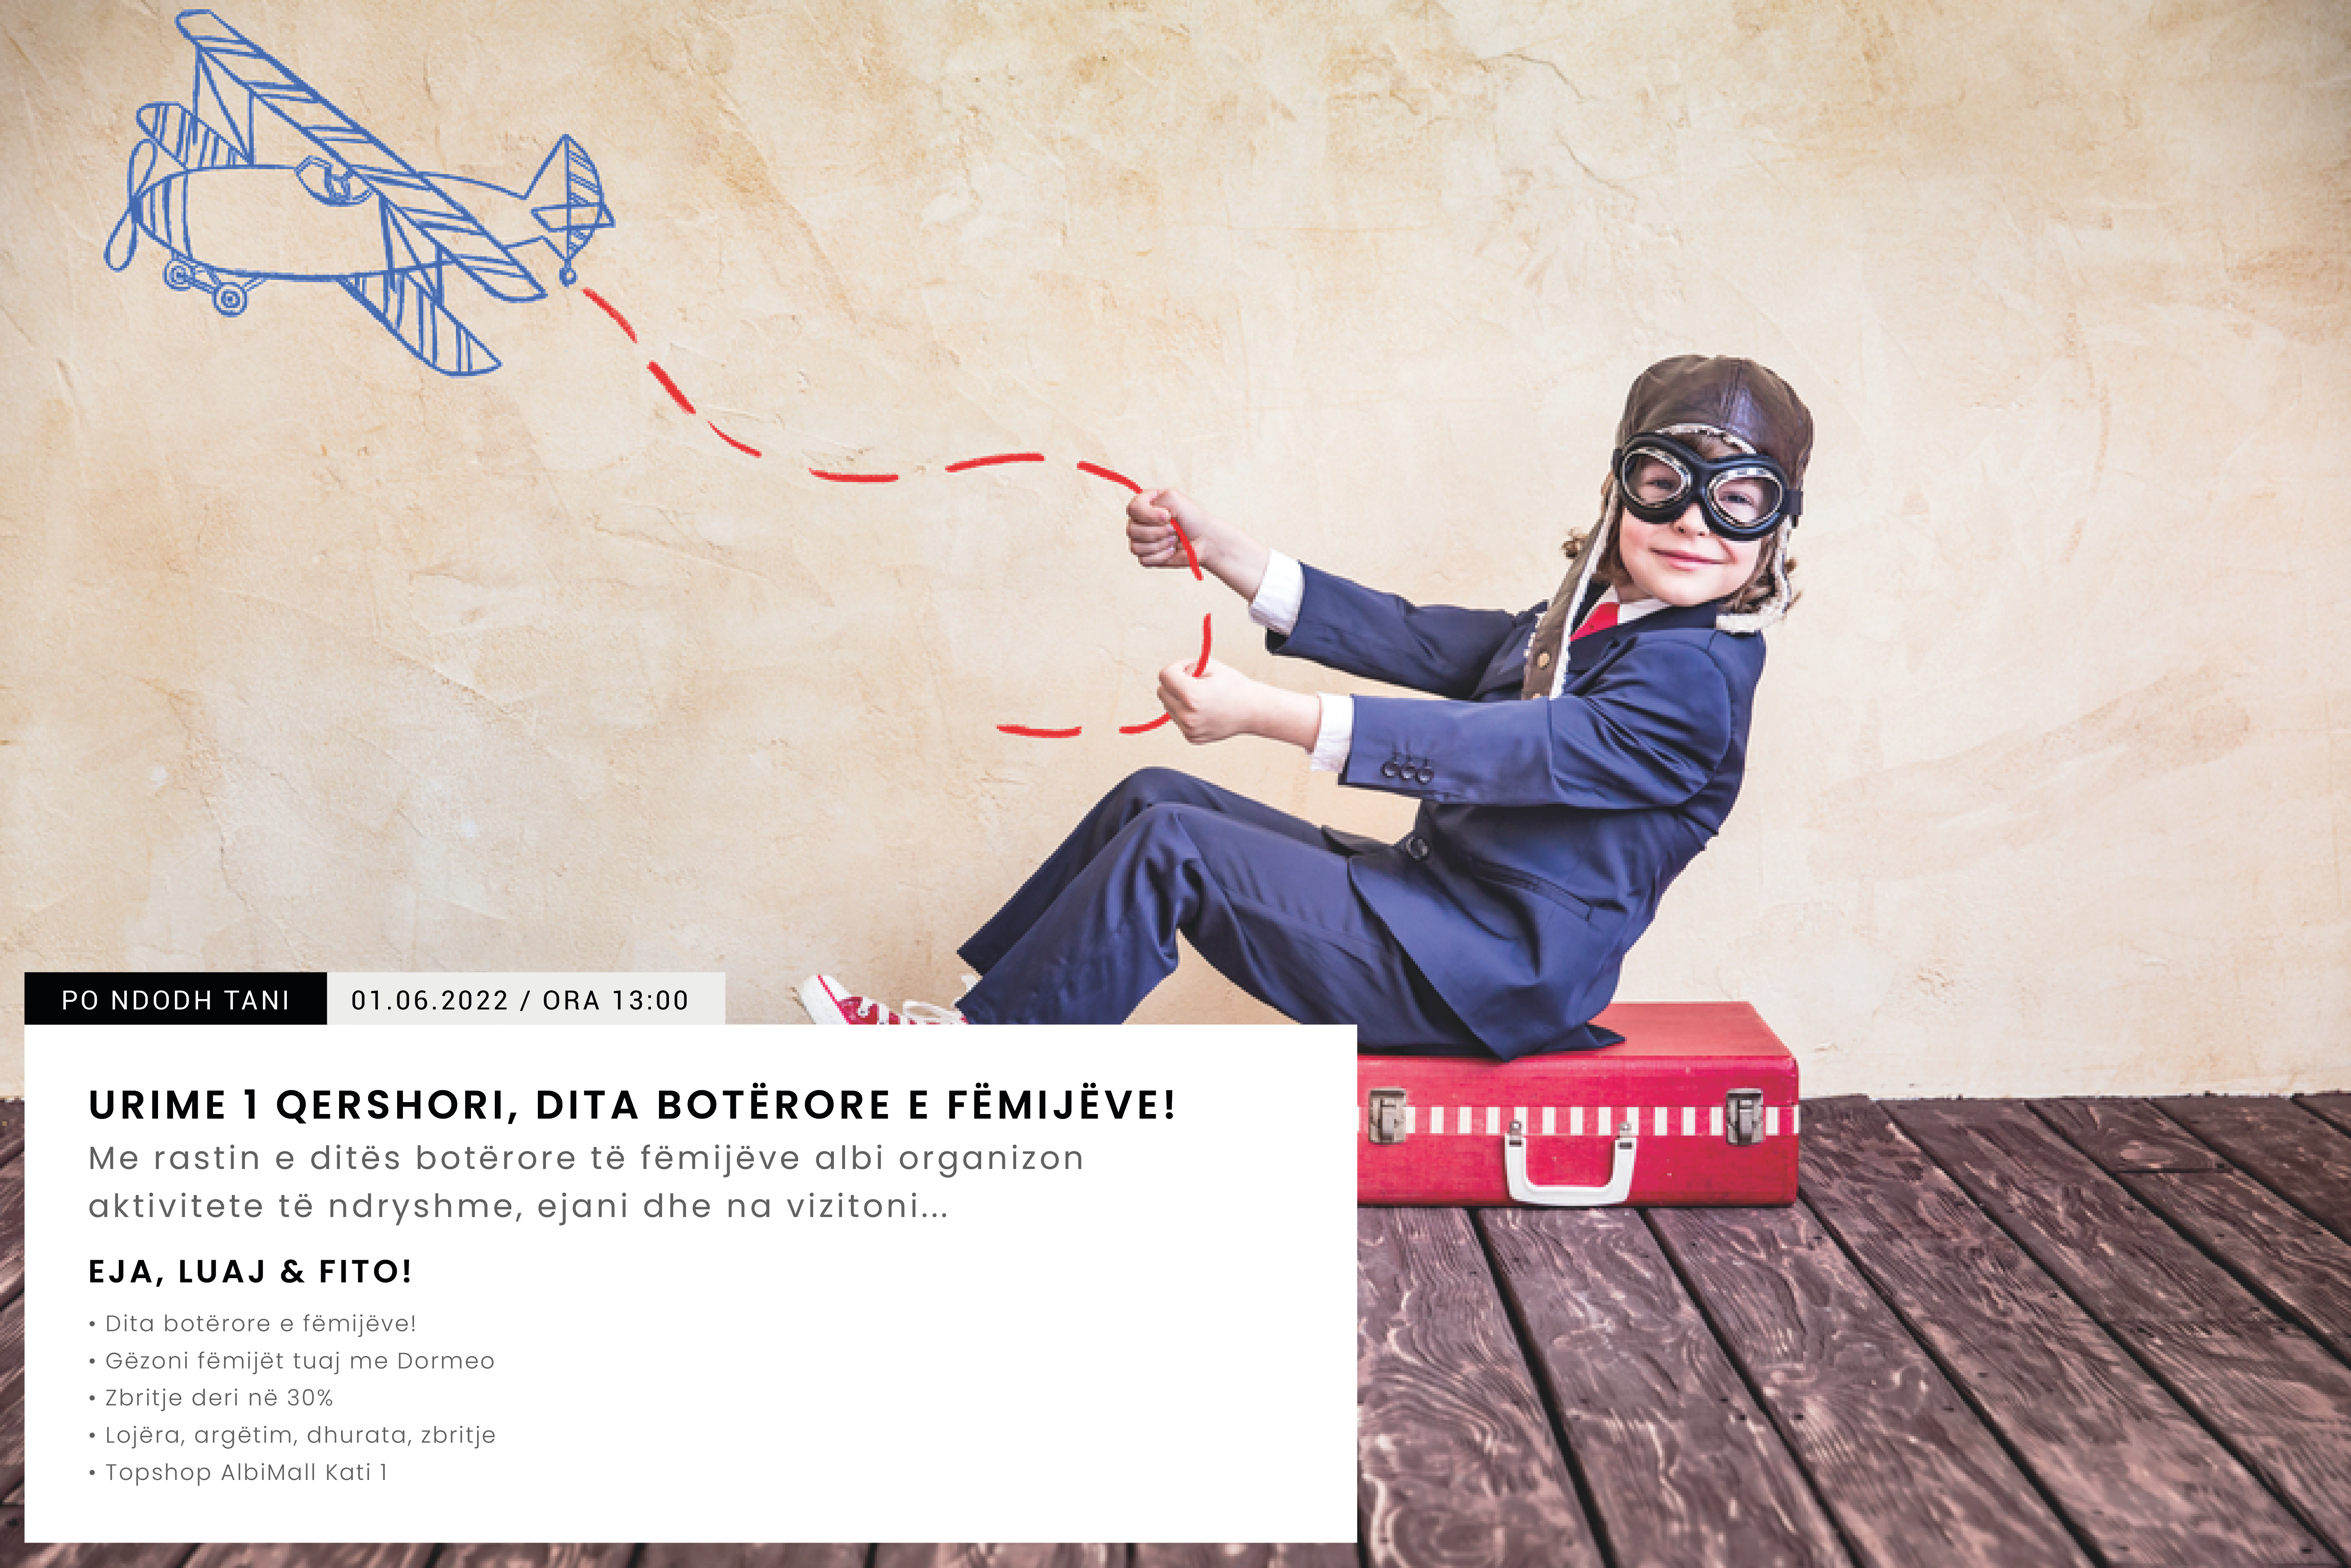 PO NDODH TANI
01.06.2022 / ORA 13:00
URIME 1 QERSHORI, DITA BOTËRORE E FËMIJËVE!
Me rastin e ditës botërore të fëmijëve albi organizon
aktivitete të ndryshme, ejani dhe na vizitoni...
EJA, LUAJ & FITO!
• Dita botërore e fëmijëve!
• Gëzoni fëmijët tuaj me Dormeo
• Zbritje deri në 30%
• Lojëra, argëtim, dhurata, zbritje
• Topshop AlbiMall Kati 1